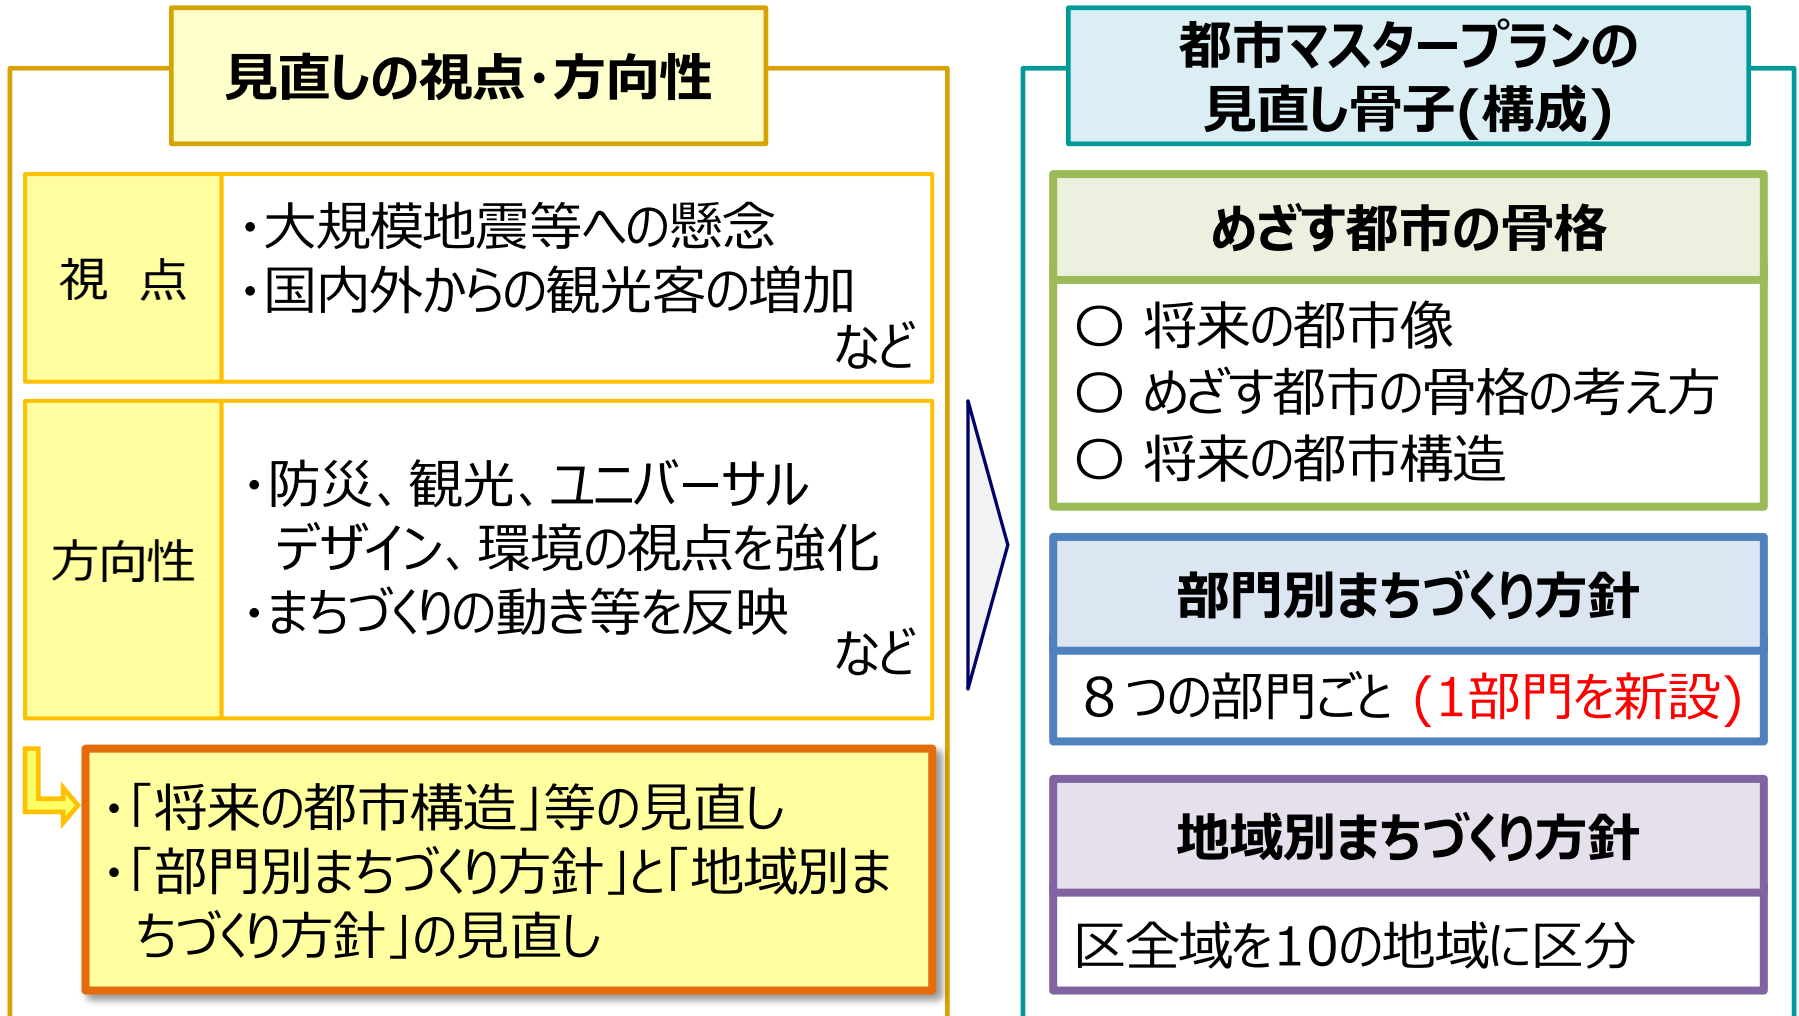 見直しの視点・方向性
視　点
・大規模地震等への懸念
・国内外からの観光客の増加
など
方向性
・防災、観光、ユニバーサル
デザイン、環境の視点を強化
・まちづくりの動き等を反映
など
・「将来の都市構造」等の見直し
・「部門別まちづくり方針」と「地域別ま
ちづくり方針」の見直し
都市マスタープランの
見直し骨子(構成)
めざす都市の骨格
〇 将来の都市像
〇 めざす都市の骨格の考え方
〇 将来の都市構造
部門別まちづくり方針
８つの部門ごと (1部門を新設)
地域別まちづくり方針
区全域を10の地域に区分